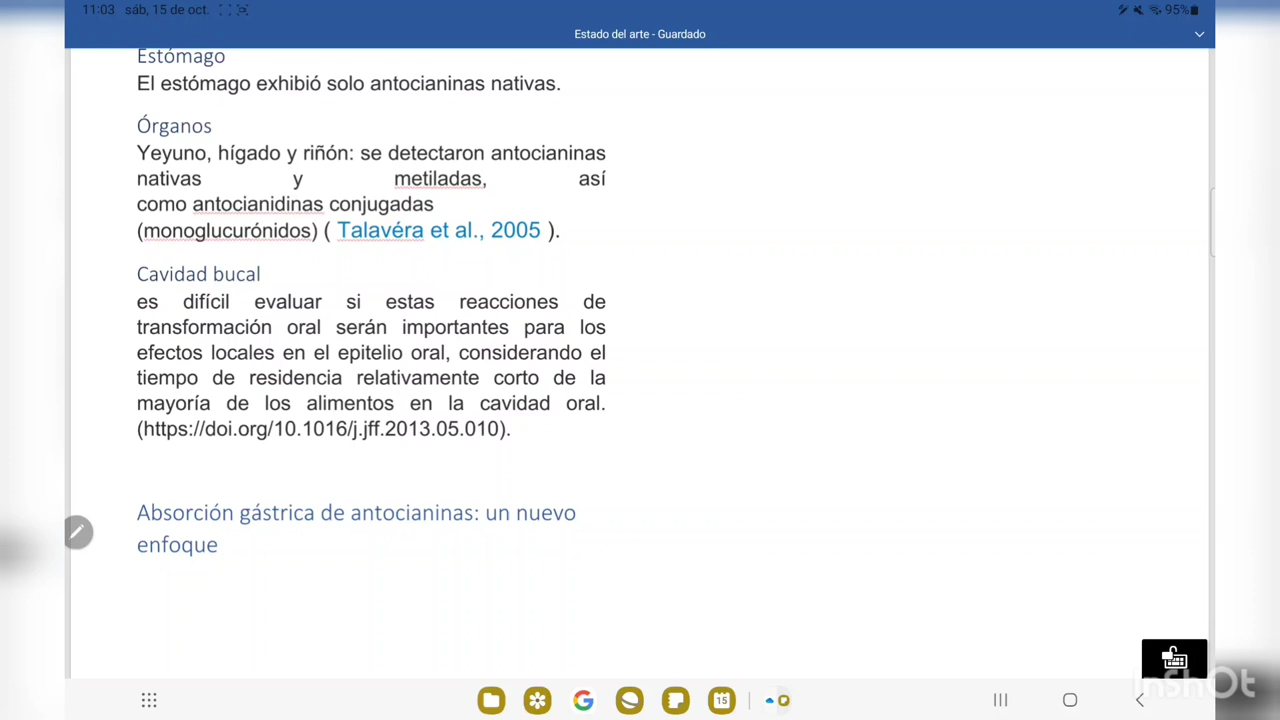 11:03 sáb, 15 de oct.
95%
Estado del arte - Guardado
Estómago
El estómago exhibió solo antocianinas nativas.
Órganos
Yeyuno, hígado y riñón: se detectaron antocianinas
nativas y metiladas, así
como antocianidinas conjugadas
(monoglucurónidos) ( Talavéra et al., 2005 ).
Cavidad bucal
es difícil evaluar si estas reacciones de
transformación oral serán importantes para los
efectos locales en el epitelio oral, considerando el
tiempo de residencia relativamente corto de la
mayoría de los alimentos en la cavidad oral.
(https://doi.org/10.1016/j.jff.2013.05.010).
Absorción gástrica de antocianinas: un nuevo
enfoque
15
InShOt